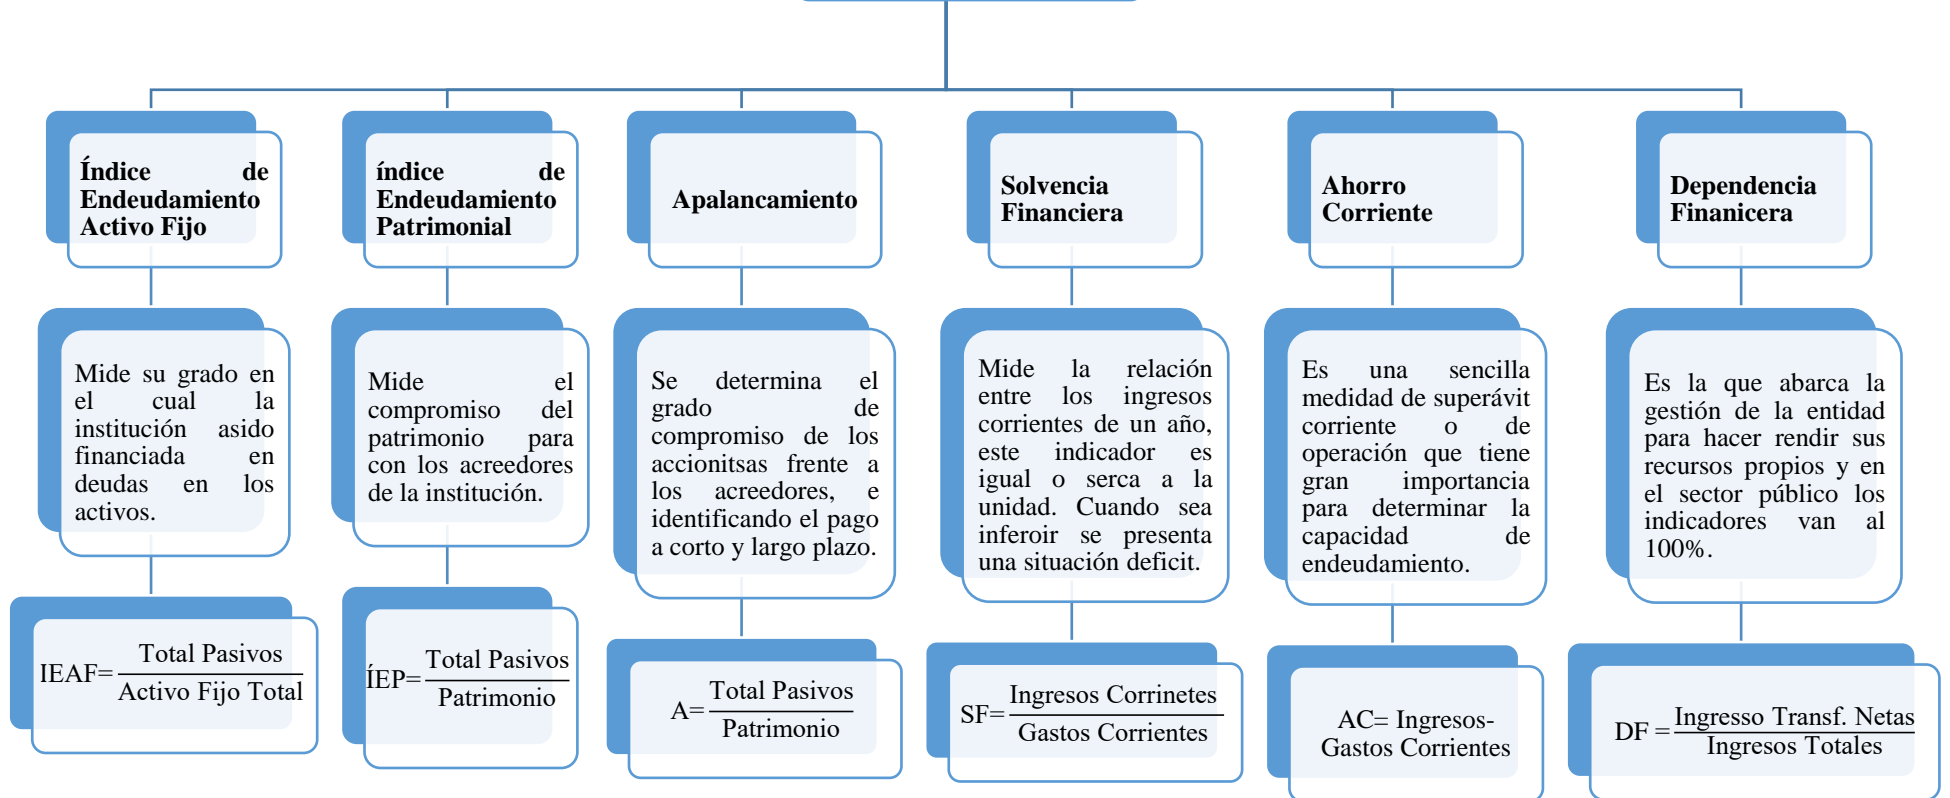 Índice de
Endeudamiento
Activo Fijo
Mide su grado en
el cual la
institución asido
financiada en
deudas en los
activos.
IEAF= Total Pasivos
Activo Fijo Total
índice de
Endeudamiento
Patrimonial
Mide el
compromiso del
patrimonio para
con los acreedores
de la institución.
ÍEP= Total Pasivos
Patrimonio
Apalancamiento
Se determina el
grado de
compromiso de los
accionitsas frente a
los acreedores, e
identificando el pago
a corto y largo plazo.
A= Total Pasivos
Patrimonio
Solvencia
Financiera
Mide la relación
entre los ingresos
corrientes de un año,
este indicador es
igual o serca a la
unidad. Cuando sea
inferoir se presenta
una situación deficit.
SF= Ingresos Corrinetes
Gastos Corrientes
Ahorro
Corriente
Es una sencilla
medidad de superávit
corriente o de
operación que tiene
gran importancia
para determinar la
capacidad de
endeudamiento.
AC= Ingresos-
Gastos Corrientes
Dependencia
Finanicera
Es la que abarca la
gestión de la entidad
para hacer rendir sus
recursos propios y en
el sector público los
indicadores van al
100%.
DF = Ingresso Transf. Netas
Ingresos Totales